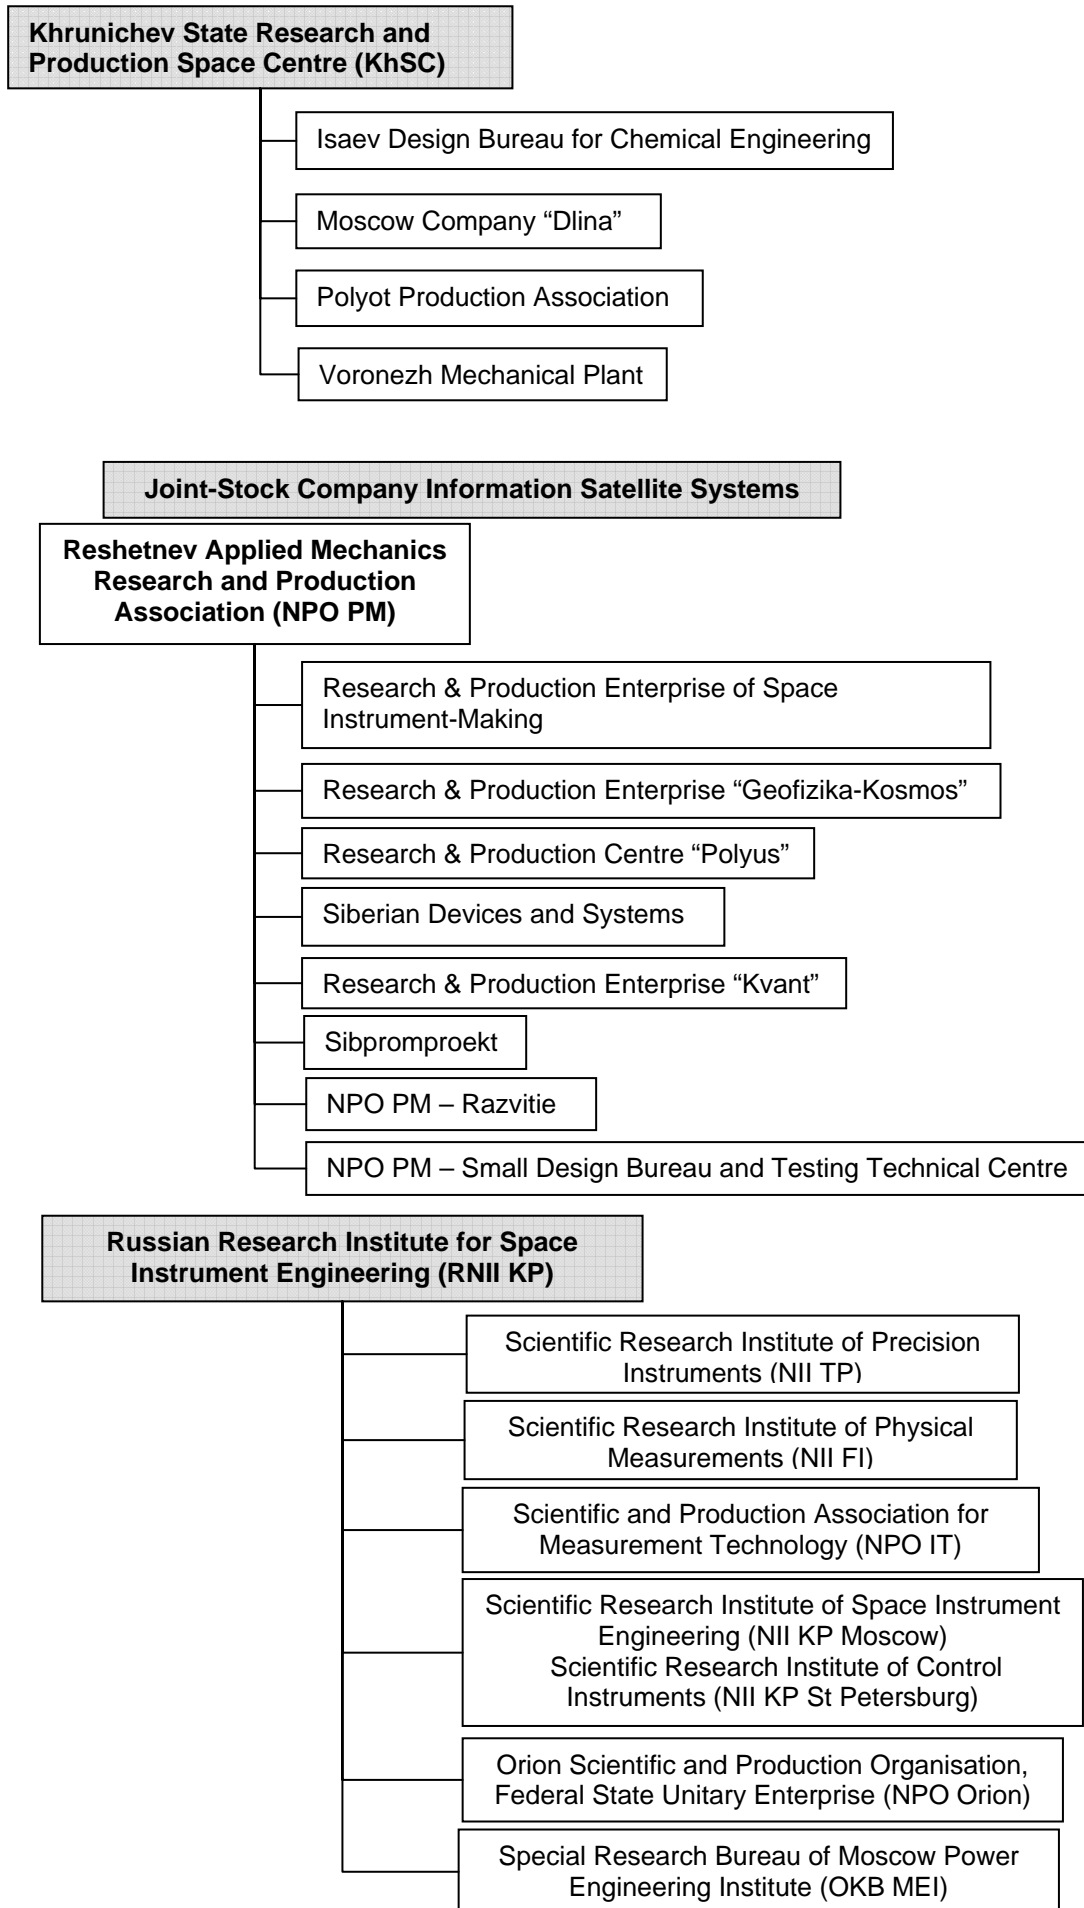 Khrunichev State Research and
Production Space Centre (KhSC)
Isaev Design Bureau for Chemical Engineering
Moscow Company “Dlina”
Polyot Production Association
Voronezh Mechanical Plant
Joint-Stock Company Information Satellite Systems
Reshetnev Applied Mechanics
Research and Production
Association (NPO PM)
Research & Production Enterprise of Space
Instrument-Making
Research & Production Enterprise “Geofizika-Kosmos”
Research & Production Centre “Polyus”
Siberian Devices and Systems
Research & Production Enterprise “Kvant”
Sibpromproekt
NPO PM – Razvitie
NPO PM – Small Design Bureau and Testing Technical Centre
Russian Research Institute for Space
Instrument Engineering (RNII KP)
Scientific Research Institute of Precision
Instruments (NII TP)
Scientific Research Institute of Physical
Measurements (NII FI)
Scientific and Production Association for
Measurement Technology (NPO IT)
Scientific Research Institute of Space Instrument
Engineering (NII KP Moscow)
Scientific Research Institute of Control
Instruments (NII KP St Petersburg)
Orion Scientific and Production Organisation,
Federal State Unitary Enterprise (NPO Orion)
Special Research Bureau of Moscow Power
Engineering Institute (OKB MEI)